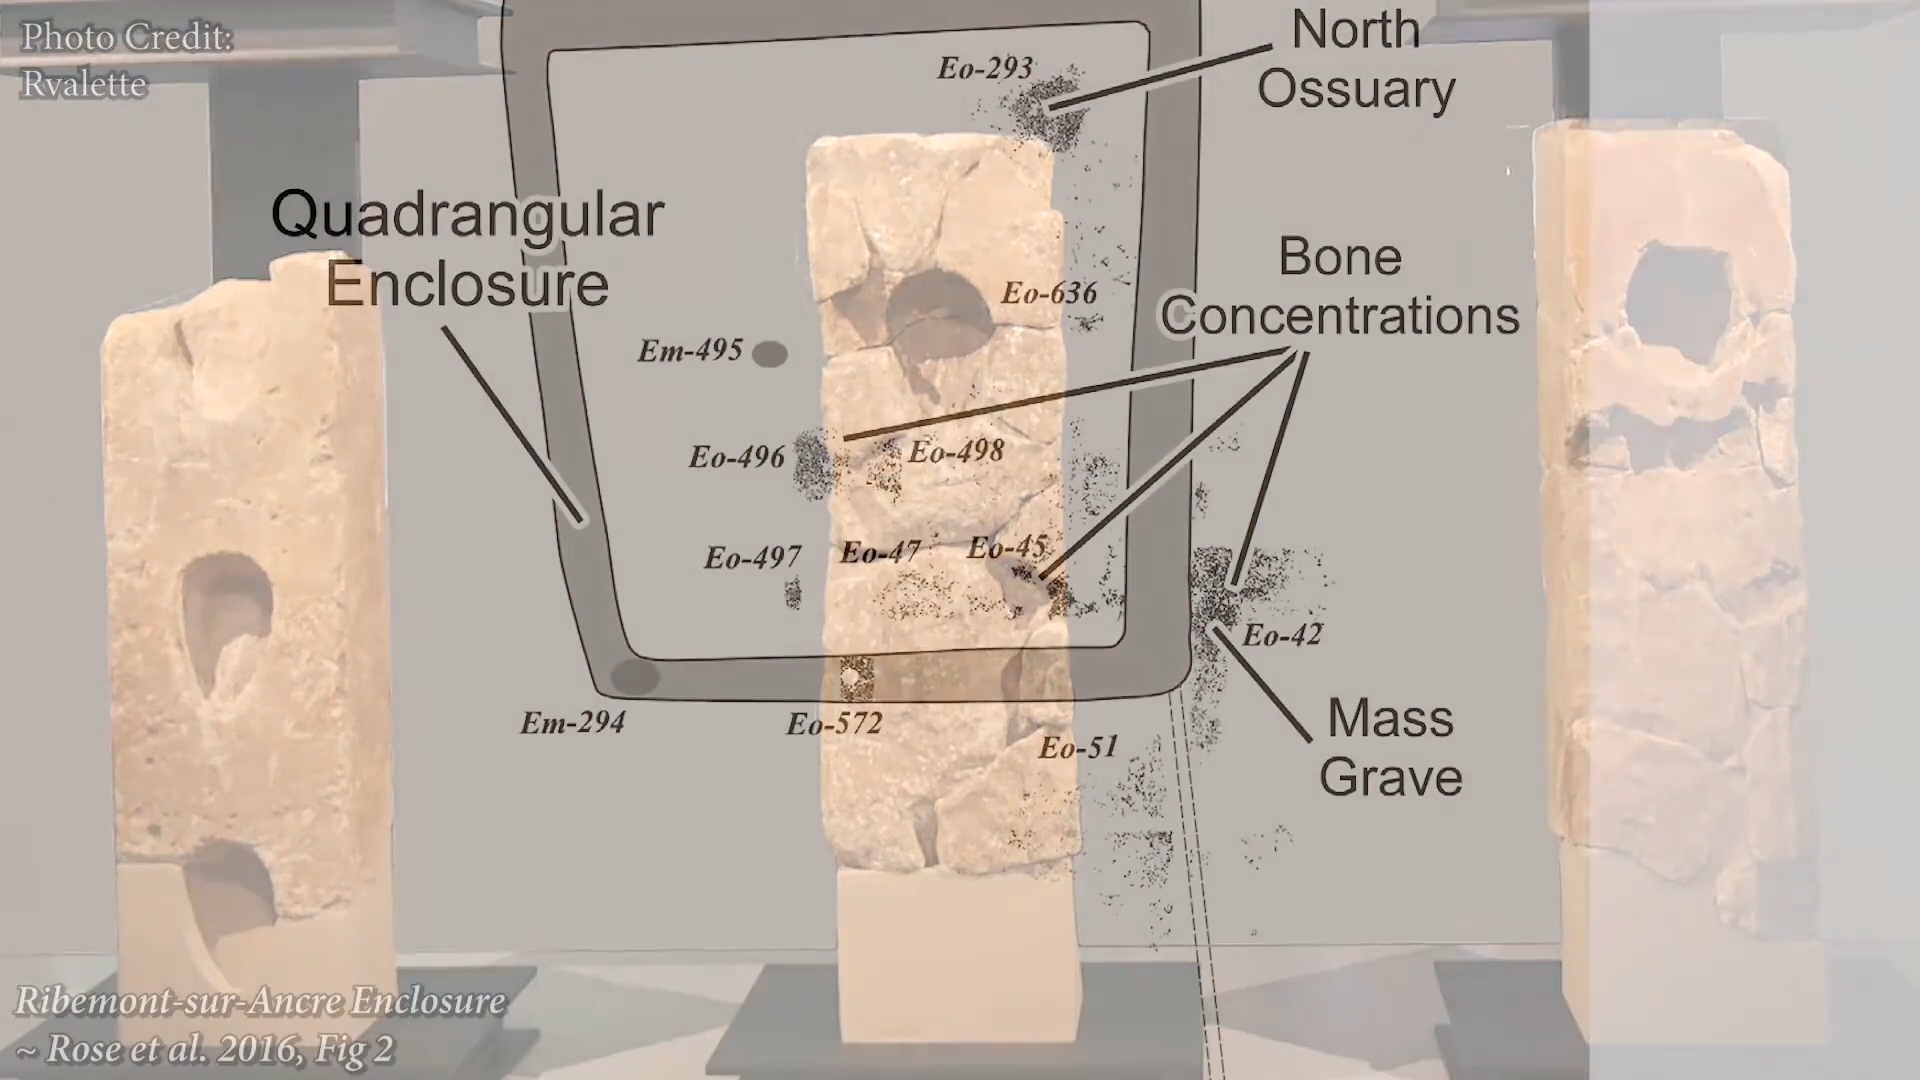 Photo Credit:
Rvalette
North
Ossuary
Eo-293
Quadrangular
Enclosure
Bone
Concentrations
Eo-636
Em-495
Eo-496
Eo-498
Eo-497
Eo-47
Eo-45
Eo-42
Em-294
Eo-572
Eo-51
Mass
Grave
Ribemont-sur-Ancre Enclosure
~ Rose et al. 2016, Fig 2